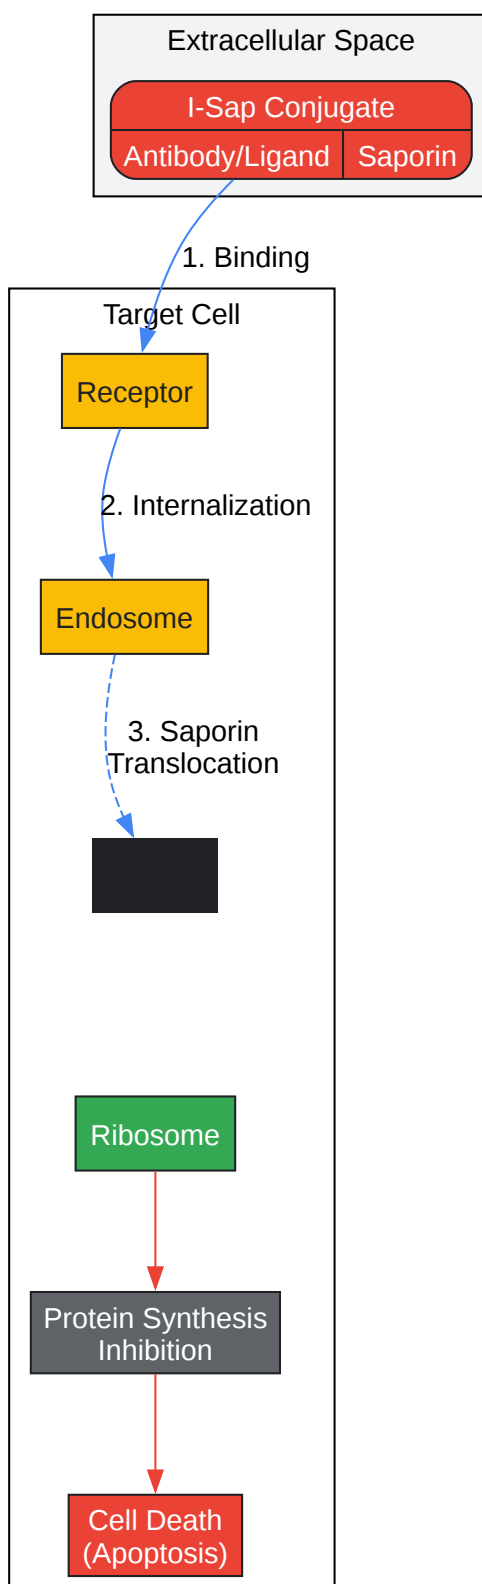 Extracellular Space
I-Sap Conjugate
Antibody/Ligand
Saporin
1. Binding
Target Cell
Receptor
2. Internalization
Endosome
3. Saporin
Translocation
Ribosome
Protein Synthesis
Inhibition
Cell Death
(Apoptosis)